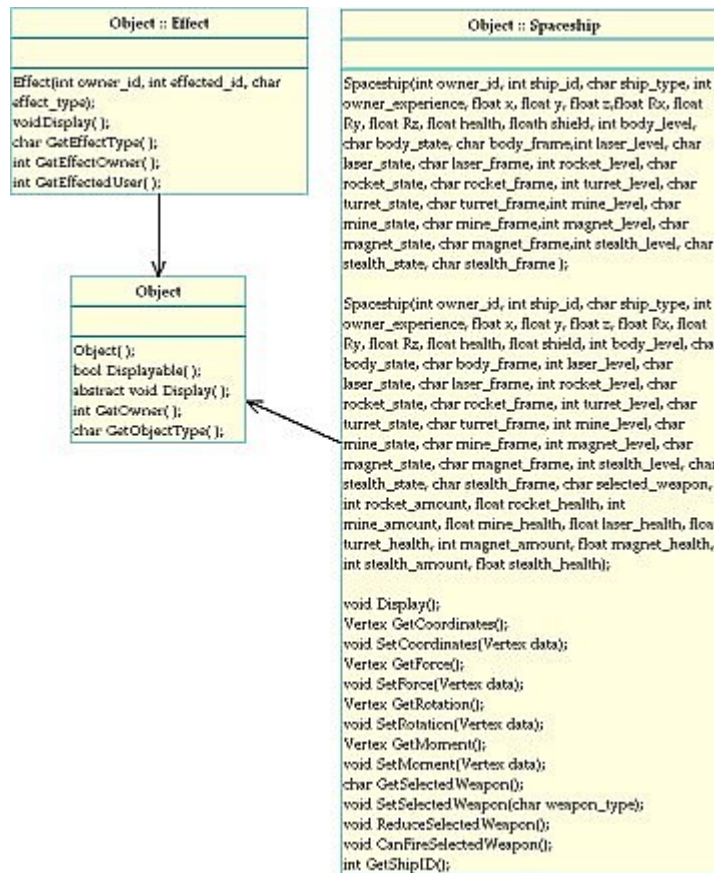 Object :: Effect
Effect(int owner_id, int effected_id, char
effect_type);
voidDisplay( );
char GetEffectType( );
int GetEffectOwner( );
int GetEffectedUser( );
Object
Object( );
bool Displayable( );
abstract void Display( );
int GetOwner( );
char GetObjectType( );
Object :: Spaceship
Spaceship(int owner_id, int ship_id, char ship_type, int
owner_experience, float x, float y, float z,float Rx, float
Ry, float Rz, float health, floath shield, int body_level,
char body_state, char body_frame,int laser_level, char
laser_state, char laser_frame, int rocket_level, char
rocket_state, char rocket_frame, int turret_level, char
turret_state, char turret_frame,int mine_level, char
mine_state, char mine_frame,int magnet_level, char
magnet_state, char magnet_frame,int stealth_level, char
stealth_state, char stealth_frame );
Spaceship(int owner_id, int ship_id, char ship_type, int
owner_experience, float x, float y, float z, float Rx, float
Ry, float Rz, float health, float shield, int body_level, cha
body_state, char body_frame, int laser_level, char
laser_state, char laser_frame, int rocket_level, char
rocket_state, char rocket_frame, int turret_level, char
turret_state, char turret_frame, int mine_level, char
mine_state, char mine_frame, int magnet_level, char
magnet_state, char magnet_frame, int stealth_level, char
stealth_state, char stealth_frame, char selected_weapon,
int rocket_amount, float rocket_health, int
mine_amount, float mine_health, float laser_health, floa
turret_health, int magnet_amount, float magnet_health,
int stealth_amount, float stealth_health);
void Display();
Vertex GetCoordinates();
void SetCoordinates(Vertex data);
Vertex GetForce();
void SetForce(Vertex data);
Vertex GetRotation();
void SetRotation(Vertex data);
Vertex GetMoment();
void SetMoment(Vertex data);
char GetSelectedWeapon();
void SetSelectedWeapon(char weapon_type);
void ReduceSelectedWeapon();
void CanFireSelectedWeapon();
int GetShipID();